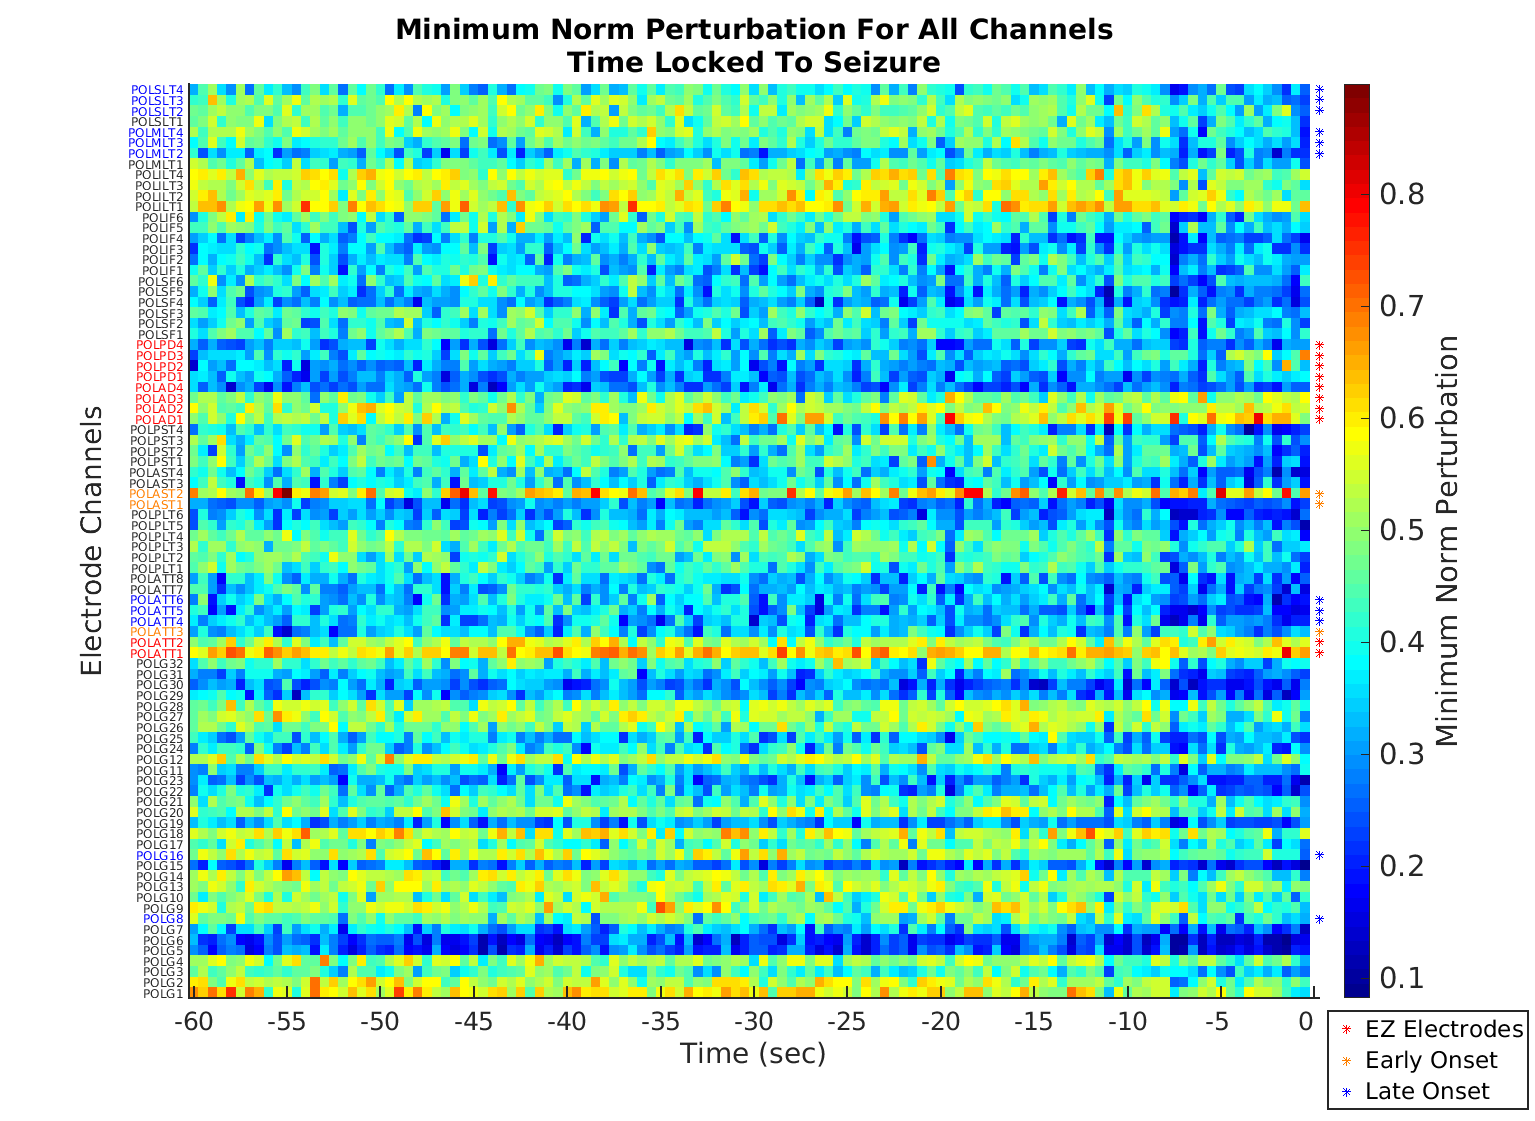 Minimum Norm Perturbation For All Channels
Time Locked To Seizure
Electrode Channels
POLSLT4
POLSLT3
POLSLT2
POLSLT1
POLMLT4
POLMLT3
POLMLT2
POLMLT1
POLILT4
POLILT3
POLILT2
POLILT1
POLIF6
POLIF5
POLIF4
POLIF3
POLIF2
POLIF1
POLSF6
POLSF5
POLSF4
POLSF3
POLSF2
POLSF1
POLPD4
POLPD3
POLPD2
POLPD1
POLAD4
POLAD3
POLAD2
POLAD1
POLPST4
POLPST3
POLPST2
POLPST1
POLAST4
POLAST3
POLAST2
POLAST1
POLPLT6
POLPLT5
POLPLT4
POLPLT3
POLPLT2
POLPLT1
POLATT8
POLATT7
POLATT6
POLATT5
POLATT4
POLATT3
POLATT2
POLATT1
POLG32
POLG31
POLG30
POLG29
POLG28
POLG27
POLG26
POLG25
POLG24
POLG12
POLG11
POLG23
POLG22
POLG21
POLG20
POLG19
POLG18
POLG17
POLG16
POLG15
POLG14
POLG13
POLG10
POLG9
POLG8
POLG7
POLG6
POLG5
POLG4
POLG3
POLG2
POLG1
-60 -55 -50 -45 -40 -35 -30 -25 -20 -15 -10 -5 0
Time (sec)
0.8
0.7
0.6
0.5
0.4
0.3
0.2
0.1
Minimum Norm Perturbation
EZ Electrodes
Early Onset
Late Onset